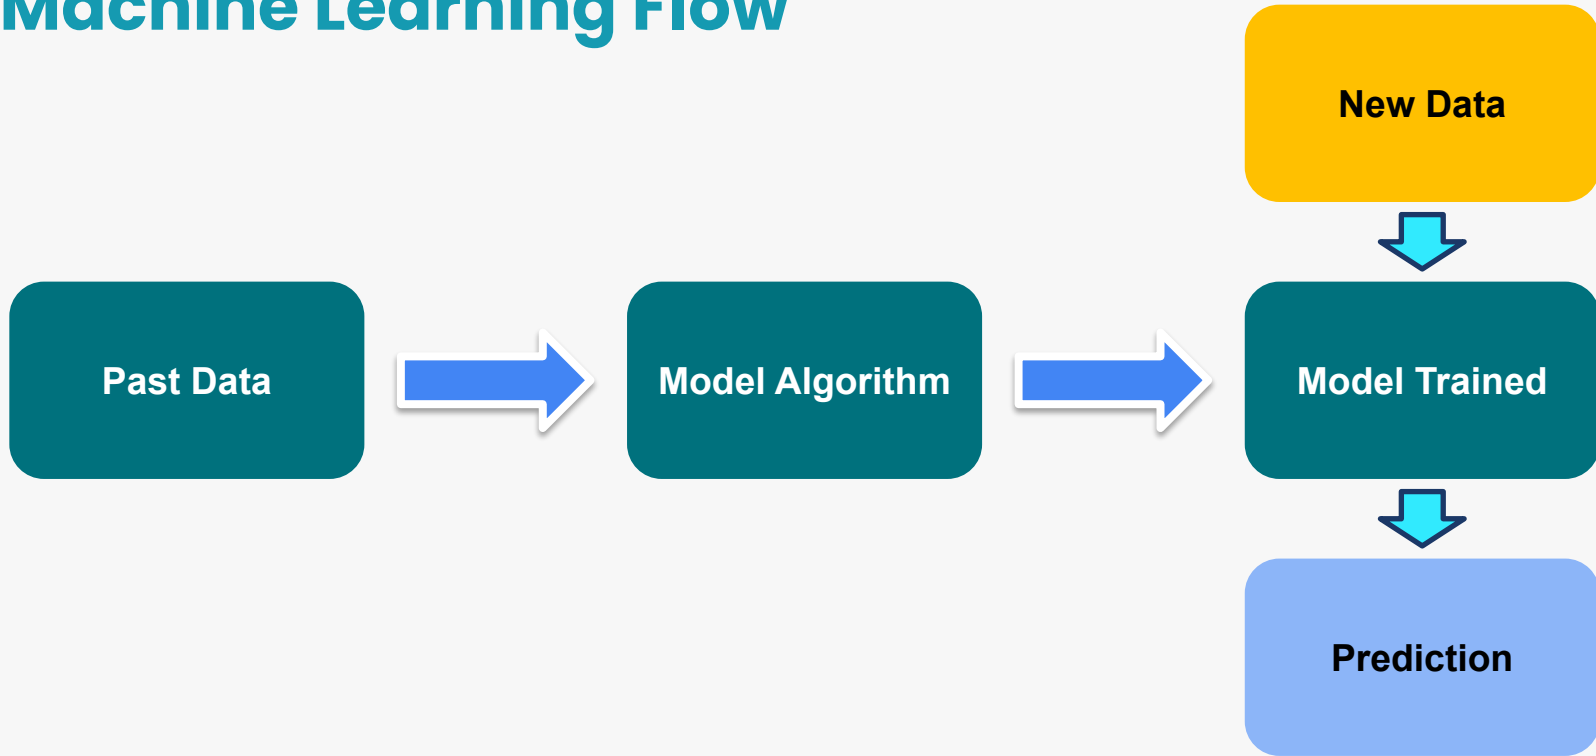 Machine Learning Flow
New Data
Past Data
Model Algorithm
Model Trained
Prediction